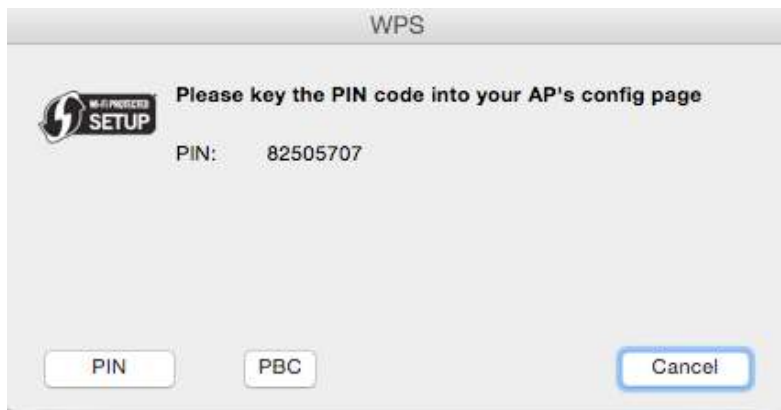 WPS
WI-FI PROTECTED
SETUP
Please key the PIN code into your AP's config page
PIN: 82505707
PIN PBC Cancel